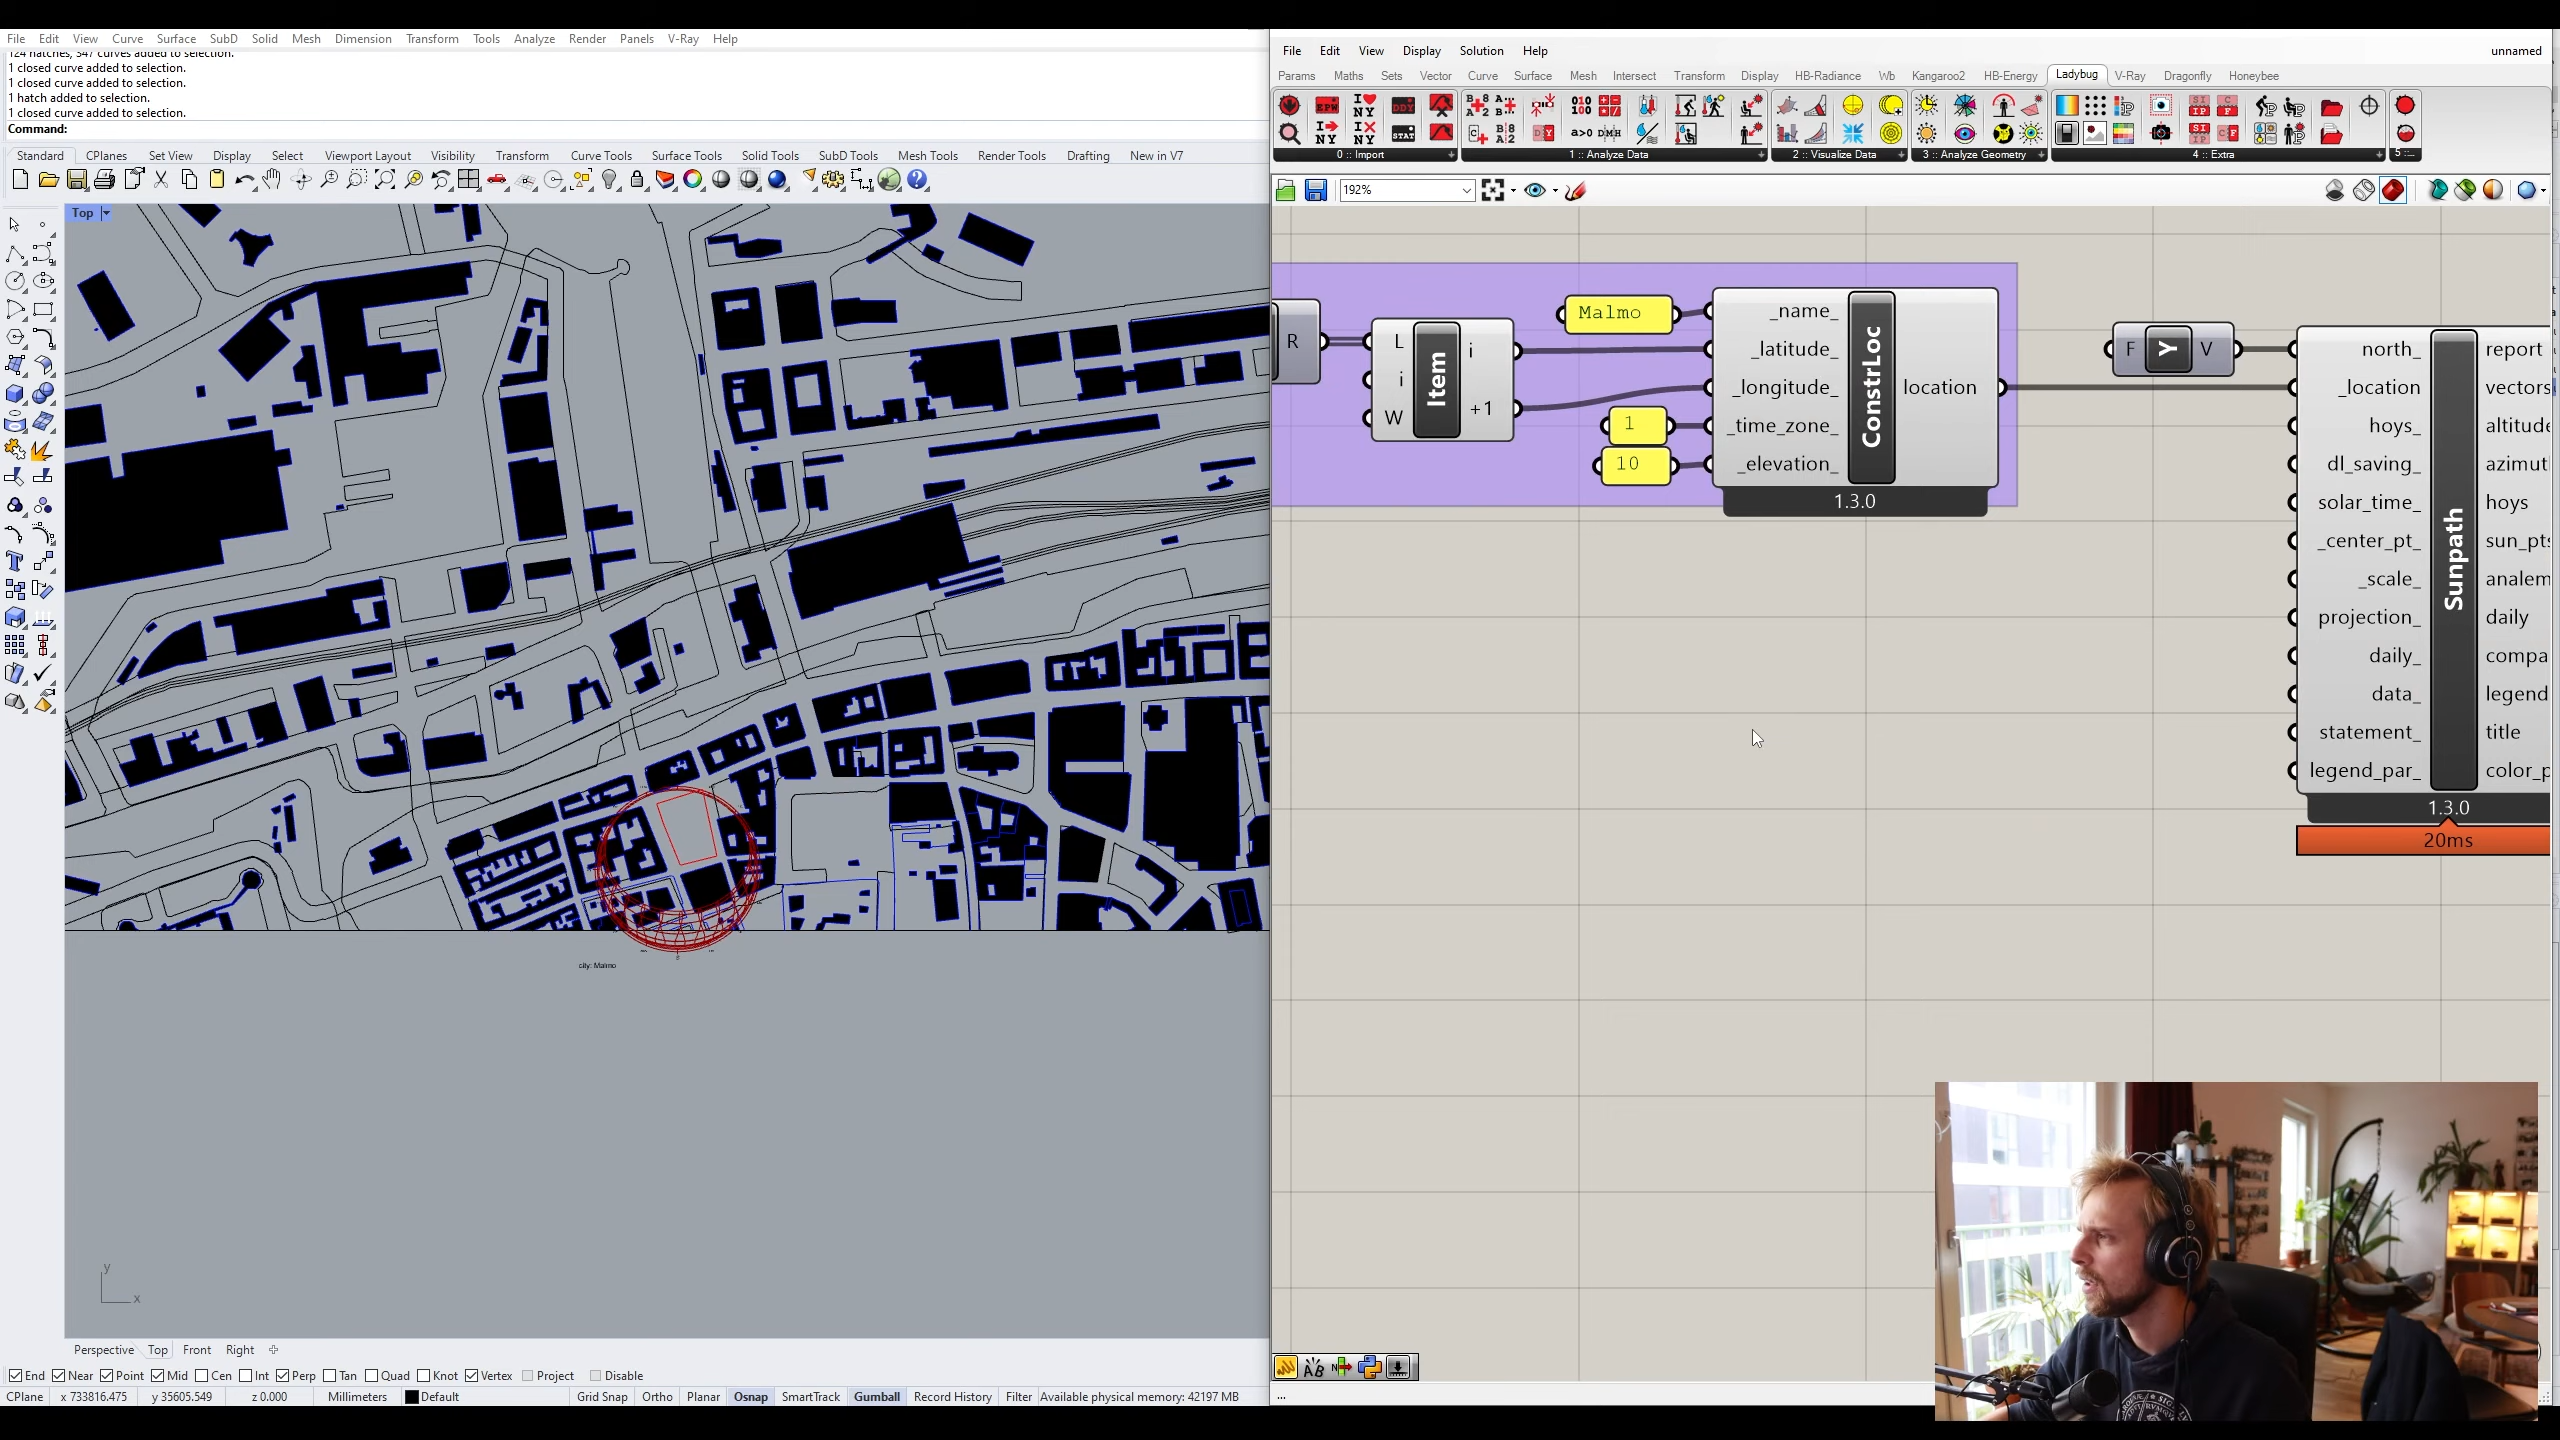 File Edit View Curve Surface SubD Solid Mesh Dimension Transform Tools Analyze Render Panels V-Ray Help
124 hatches, 347 curves added to selection.
1 closed curve added to selection.
1 closed curve added to selection.
1 hatch added to selection.
1 closed curve added to selection.
Command:
Standard CPlanes Set View Display Select Viewport Layout Visibility Transform Curve Tools Surface Tools Solid Tools SubD Tools Mesh Tools Render Tools Drafting New in V7
Top
city: Malmo
y
x
Perspective Top Front Right
End Near Point Mid Cen Int Perp Tan Quad Knot Vertex Project Disable
CPlane x 733816.475 y 35605.549 z 0.000 Millimeters Default Grid Snap Ortho Planar Osnap SmartTrack Gumball Record History Filter Available physical memory: 42197 MB
File Edit View Display Solution Help unnamed
Params Maths Sets Vector Curve Surface Mesh Intersect Transform Display HB-Radiance Wb Kangaroo2 HB-Energy Ladybug V-Ray Dragonfly Honeybee
0 :: Import 1 :: Analyze Data 2 :: Visualize Data 3 :: Analyze Geometry 4 :: Extra 5 ::...
192%
R
L
i
W
Item
i
+1
Malmo
1
10
_name_
_latitude_
_longitude_
_time_zone_
_elevation_
ConstrLoc
location
1.3.0
F Y V
north_
_location
hoys_
dl_saving_
solar_time_
_center_pt_
_scale_
projection_
daily_
data_
statement_
legend_par_
Sunpath
report
vectors
altitude
azimut
hoys
sun_pts
analem
daily
compa
legend
title
color_p
1.3.0
20ms
...